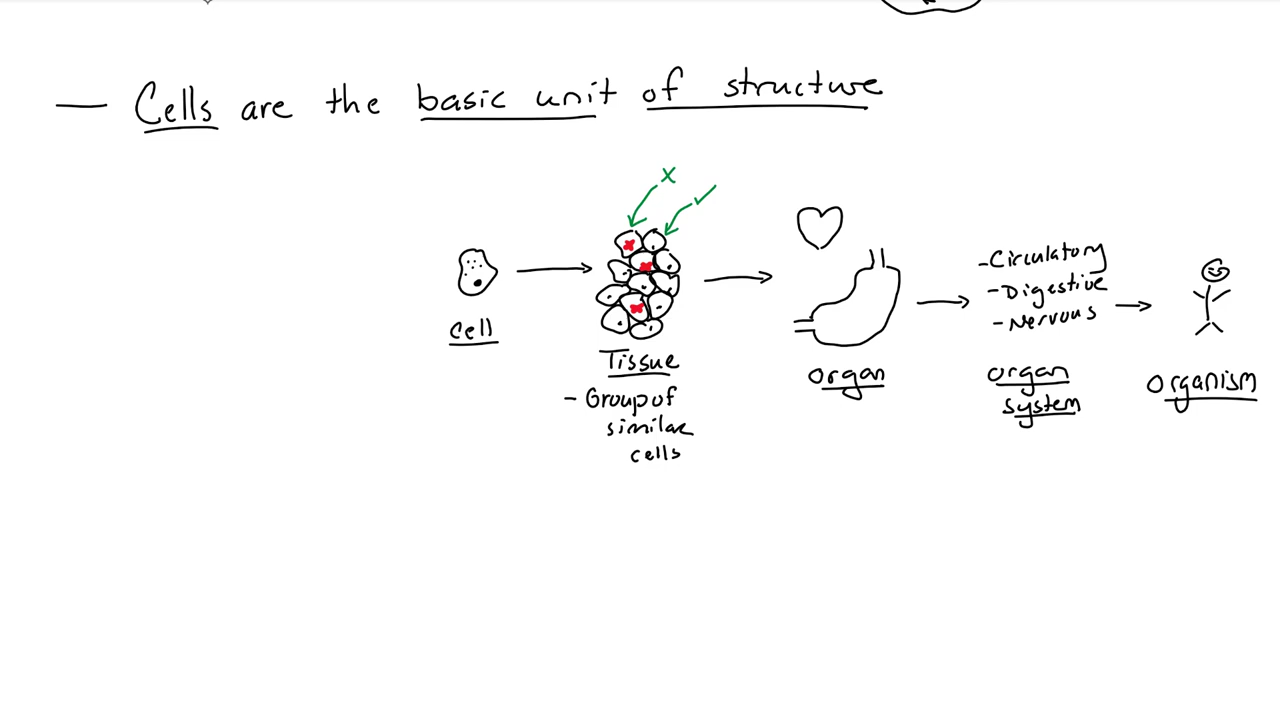 — Cells are the basic unit of structure
x ✓
cell
Tissue
- Group of
similar
cells
organ
- Circulatory
- Digestive
- Nervous
organ
system
organism